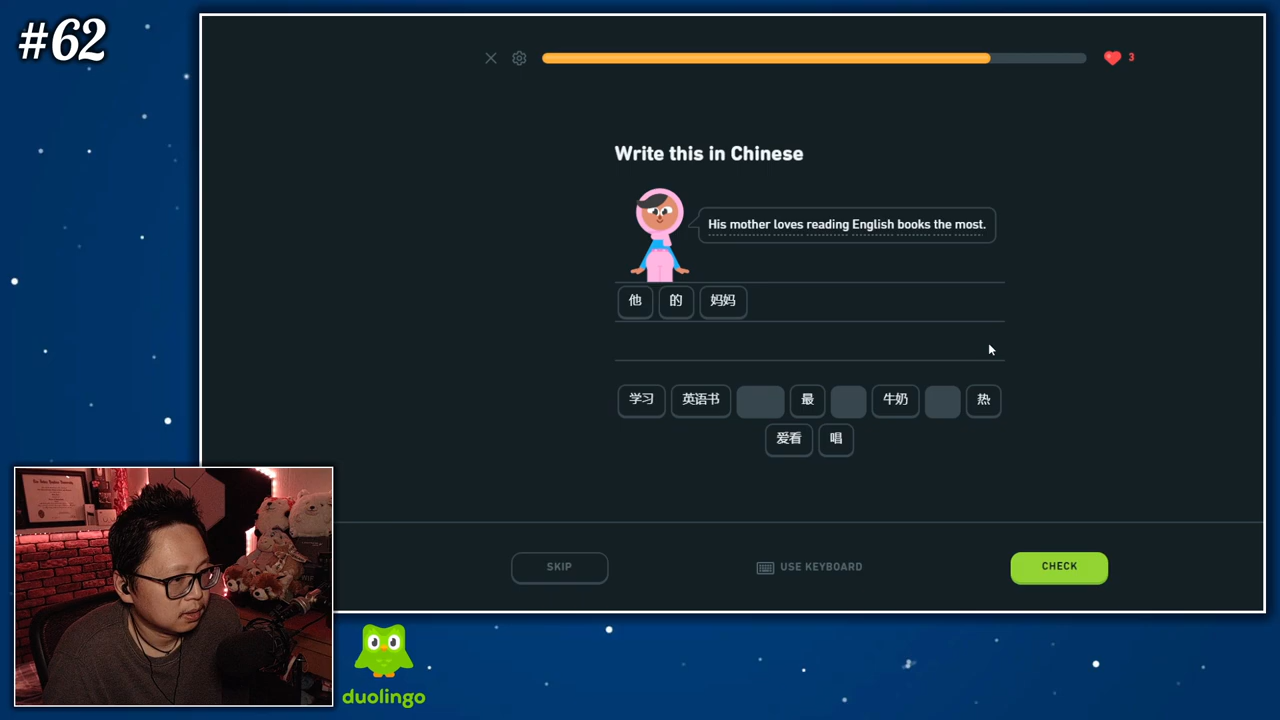 #62
3
Write this in Chinese
His mother loves reading English books the most.
他 的 妈妈
学习 英语书 最 牛奶 热
爱看 唱
SKIP USE KEYBOARD CHECK
duolingo